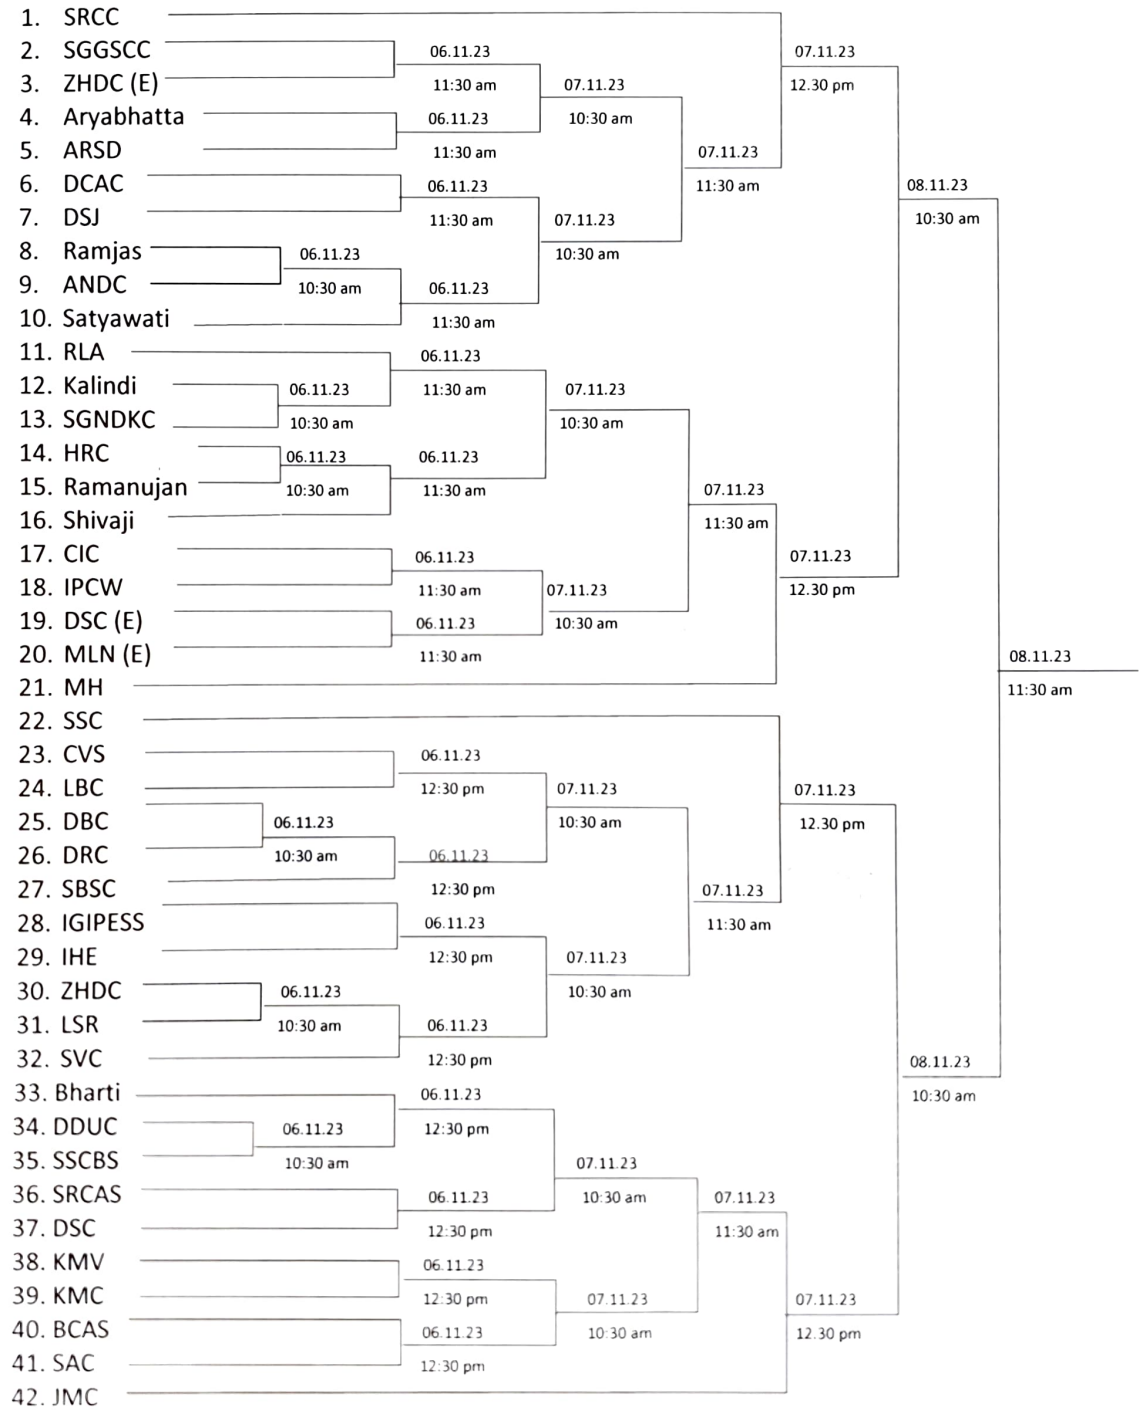 1. SRCC
2. SGGSCC
3. ZHDC (E)
4. Aryabhatta
5. ARSD
6. DCAC
7. DSJ
8. Ramjas
9. ANDC
10. Satyawati
11. RLA
12. Kalindi
13. SGNDKC
14. HRC
15. Ramanujan
16. Shivaji
17. CIC
18. IPCW
19. DSC (E)
20. MLN (E)
21. MH
22. SSC
23. CVS
24. LBC
25. DBC
26. DRC
27. SBSC
28. IGIPESS
29. IHE
30. ZHDC
31. LSR
32. SVC
33. Bharti
34. DDUC
35. SSCBS
36. SRCAS
37. DSC
38. KMV
39. KMC
40. BCAS
41. SAC
42. JMC
06.11.23
10:30 am
06.11.23
10:30 am
06.11.23
10:30 am
06.11.23
10:30 am
06.11.23
10:30 am
06.11.23
10:30 am
06.11.23
11:30 am
06.11.23
11:30 am
06.11.23
11:30 am
06.11.23
11:30 am
06.11.23
11:30 am
06.11.23
11:30 am
06.11.23
11:30 am
06.11.23
11:30 am
06.11.23
12:30 pm
06.11.23
12:30 pm
06.11.23
12:30 pm
06.11.23
12:30 pm
06.11.23
12:30 pm
06.11.23
12:30 pm
06.11.23
12:30 pm
06.11.23
12:30 pm
07.11.23
10:30 am
07.11.23
10:30 am
07.11.23
10:30 am
07.11.23
10:30 am
07.11.23
10:30 am
07.11.23
10:30 am
07.11.23
10:30 am
07.11.23
10:30 am
07.11.23
11:30 am
07.11.23
11:30 am
07.11.23
11:30 am
07.11.23
11:30 am
07.11.23
12.30 pm
07.11.23
12.30 pm
07.11.23
12.30 pm
07.11.23
12.30 pm
08.11.23
10:30 am
08.11.23
10:30 am
08.11.23
11:30 am